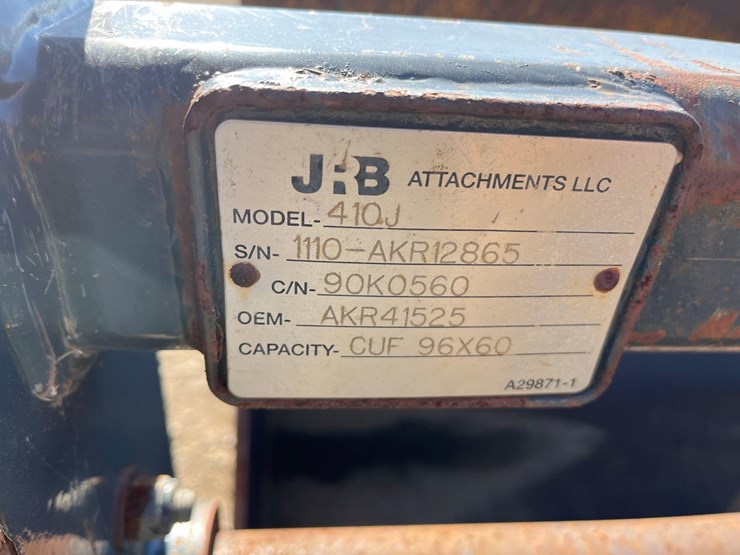 JRB ATTACHMENTS LLC
MODEL- 410J
S/N- 1110-AKR12865
C/N- 90K0560
OEM- AKR41525
CAPACITY- CUF 96X60
A29871-1